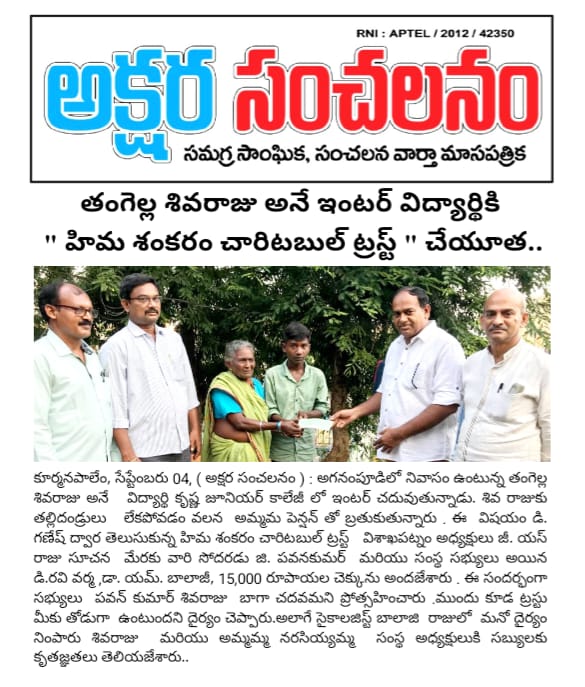 RNI : APTEL / 2012 / 42350
అక్షర సంచలనం
సమగ్ర సాంఘిక, సంచలన వార్తా మాసపత్రిక
తంగెల్ల శివరాజు అనే ఇంటర్ విద్యార్థికి
" హిమ శంకరం చారిటబుల్ ట్రస్ట్ " చేయూత..
కూర్మనపాలెం, సేప్టెంబరు 04, ( అక్షర సంచలనం ) : అగనంపూడిలో నివాసం ఉంటున్న తంగెల్ల
శివరాజు అనే విద్యార్థి కృష్ణ జూనియర్ కాలేజీ లో ఇంటర్ చదువుతున్నాడు. శివ రాజుకు
తల్లిదండ్రులు లేకపోవడం వలన అమ్మమ పెన్షన్ తో బ్రతుకుతున్నారు . ఈ విషయం డి.
గణేష్ ద్వార తెలుసుకున్న హిమ శంకరం చారిటబుల్ ట్రస్ట్ విశాఖపట్నం అధ్యక్షులు జీ. యస్
రాజు సూచన మేరకు వారి సోదరడు జి. పవనకుమర్ మరియు సంస్థ సభ్యులు అయిన
డి.రవి వర్మ ,డా. యమ్. బాలాజీ, 15,000 రూపాయల చెక్కును అందజేశారు . ఈ సందర్భంగా
సభ్యులు పవన్ కుమార్ శివరాజు బాగా చదవమని ప్రోత్సహించారు .ముందు కూడ ట్రస్టు
మీకు తోడుగా ఉంటుందని ధైర్యం చెప్పారు.అలాగే సైకాలజిస్ట్ బాలాజి రాజులో మనో ధైర్యం
నింపారు శివరాజు మరియు అమ్మమ్మ నరసియ్యమ్మ సంస్థ అధ్యక్షులుకి సబ్యులకు
కృతజ్ఞతలు తెలియజేశారు..